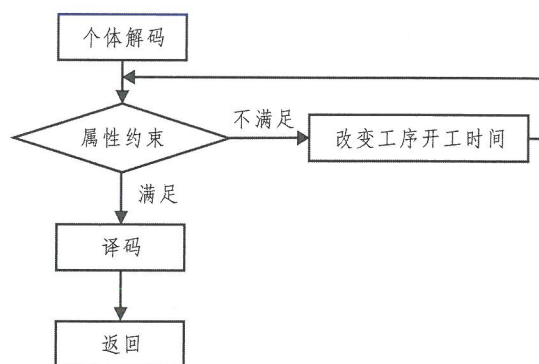 个体解码
属性约束
不满足
改变工序开工时间
满足
译码
返回